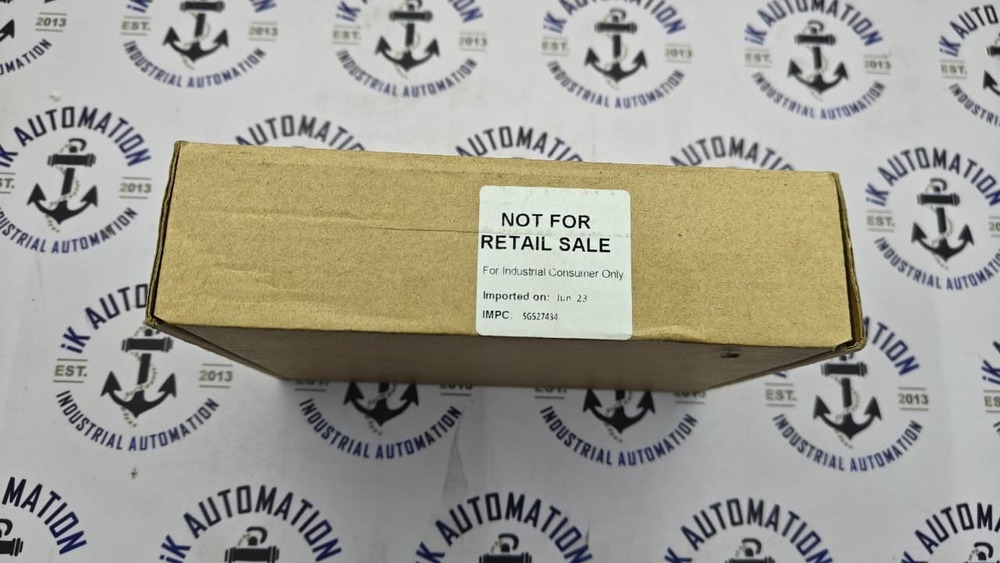 iK AUTOMATION
EST. 2013
INDUSTRIAL AUTOMATION
NOT FOR
RETAIL SALE
For Industrial Consumer Only
Imported on: Jun 23
IMPC. SG527434